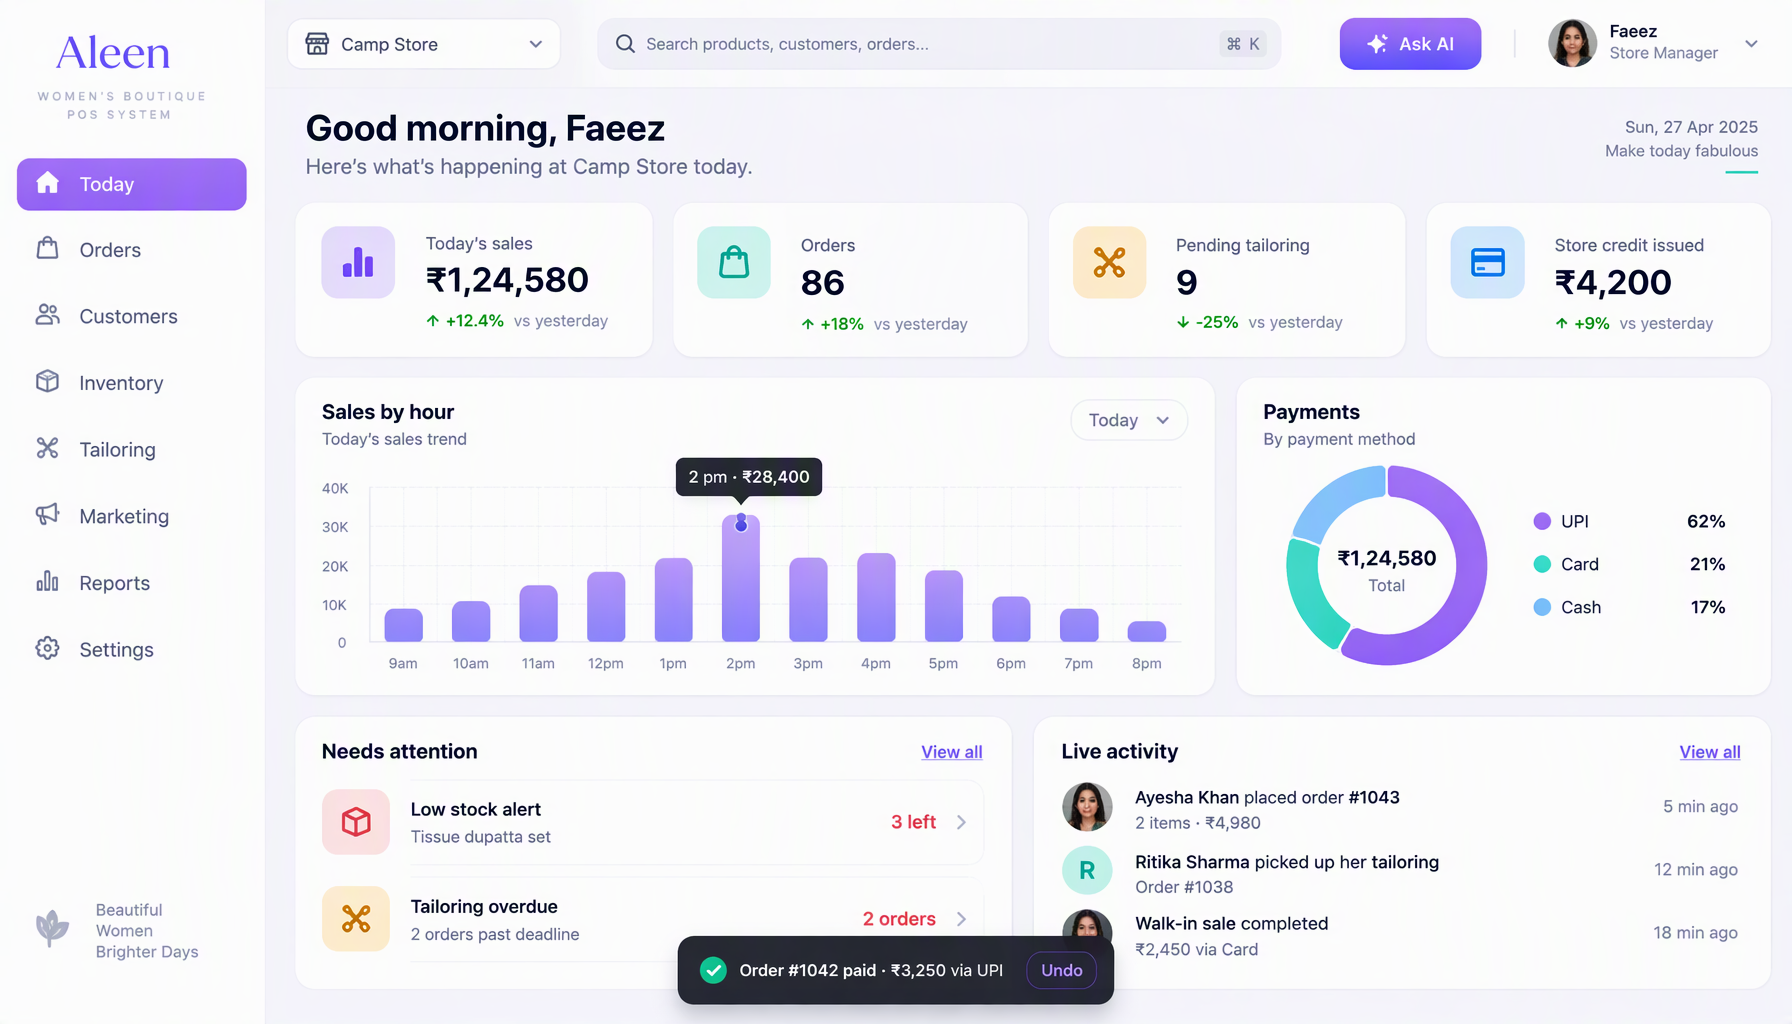 Aleen
WOMEN'S BOUTIQUE
POS SYSTEM
Today
Orders
Customers
Inventory
Tailoring
Marketing
Reports
Settings
Beautiful
Women
Brighter Days
Camp Store
Search products, customers, orders...
⌘ K
Ask AI
Faeez
Store Manager
Good morning, Faeez
Here's what's happening at Camp Store today.
Sun, 27 Apr 2025
Make today fabulous
Today's sales
₹1,24,580
↑ +12.4% vs yesterday
Orders
86
↑ +18% vs yesterday
Pending tailoring
9
↓ -25% vs yesterday
Store credit issued
₹4,200
↑ +9% vs yesterday
Sales by hour
Today's sales trend
Today
2 pm · ₹28,400
40K
30K
20K
10K
0
9am 10am 11am 12pm 1pm 2pm 3pm 4pm 5pm 6pm 7pm 8pm
Payments
By payment method
₹1,24,580
Total
UPI 62%
Card 21%
Cash 17%
Needs attention
View all
Low stock alert
Tissue dupatta set
3 left
Tailoring overdue
2 orders past deadline
2 orders
Live activity
View all
Ayesha Khan placed order #1043
2 items · ₹4,980
5 min ago
R
Ritika Sharma picked up her tailoring
Order #1038
12 min ago
Walk-in sale completed
₹2,450 via Card
18 min ago
Order #1042 paid · ₹3,250 via UPI
Undo